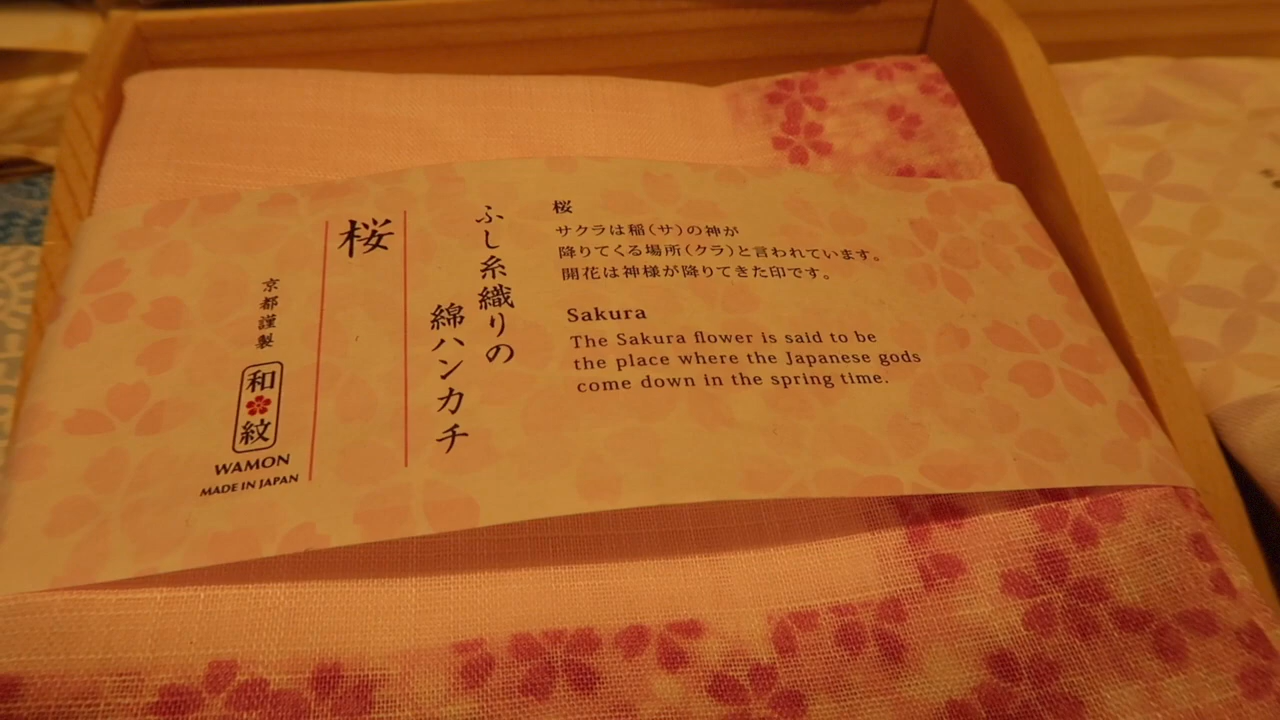 桜
サクラは稲(サ)の神が
降りてくる場所(クラ)と言われています。
開花は神様が降りてきた印です。
Sakura
The Sakura flower is said to be
the place where the Japanese gods
come down in the spring time.
ふし糸織りの
綿ハンカチ
桜
京都謹製
和
紋
WAMON
MADE IN JAPAN